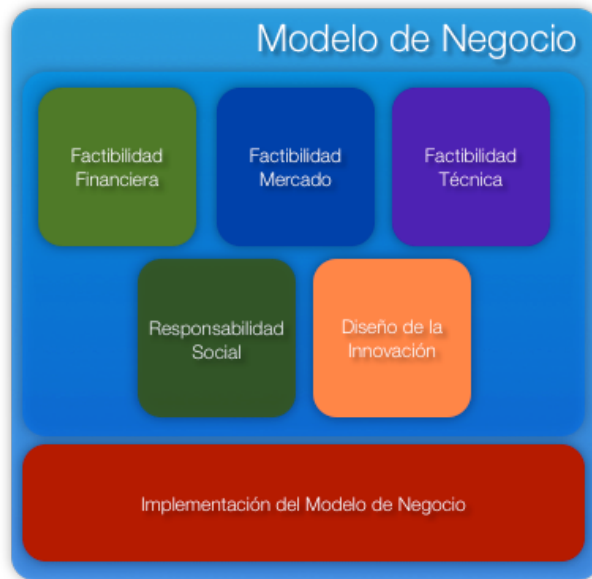 Modelo de Negocio
Factibilidad
Financiera
Factibilidad
Mercado
Factibilidad
Técnica
Responsabilidad
Social
Diseño de la
Innovación
Implementación del Modelo de Negocio